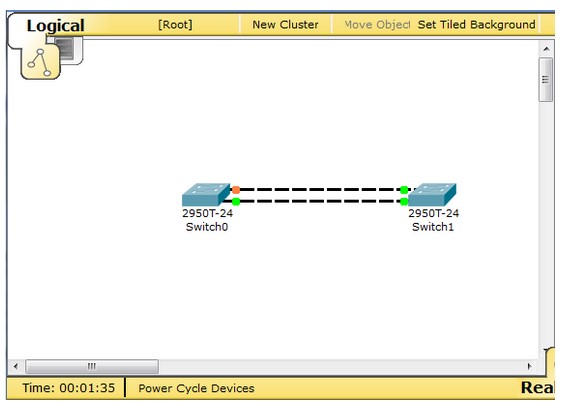 Logical
[Root]
New Cluster
Move Object
Set Tiled Background
2950T-24
Switch0
2950T-24
Switch1
Time: 00:01:35
Power Cycle Devices
Rea